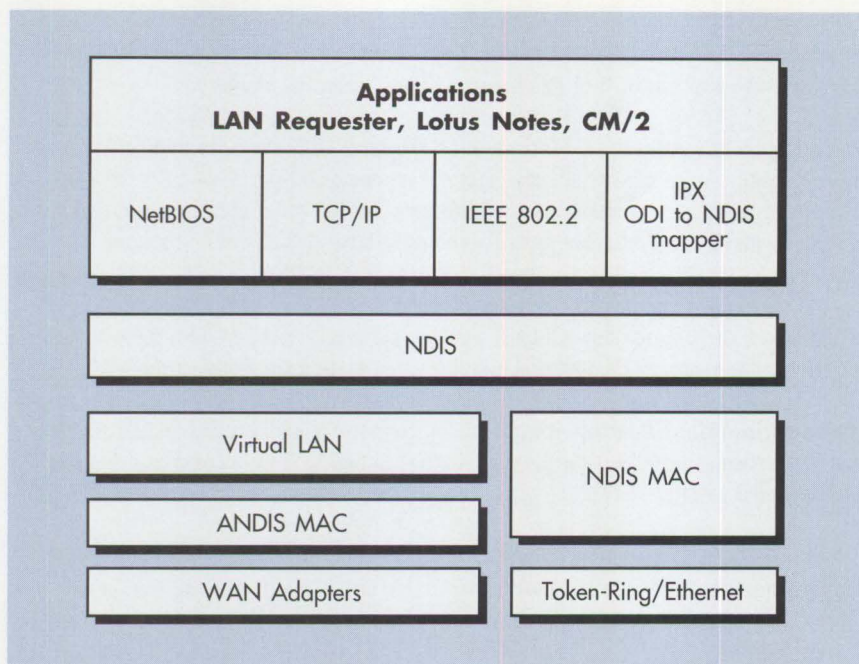 Applications
LAN Requester, Lotus Notes, CM/2
NetBIOS
TCP/IP
IEEE 802.2
IPX
ODI to NDIS
mapper
NDIS
Virtual LAN
NDIS MAC
ANDIS MAC
WAN Adapters
Token-Ring/Ethernet